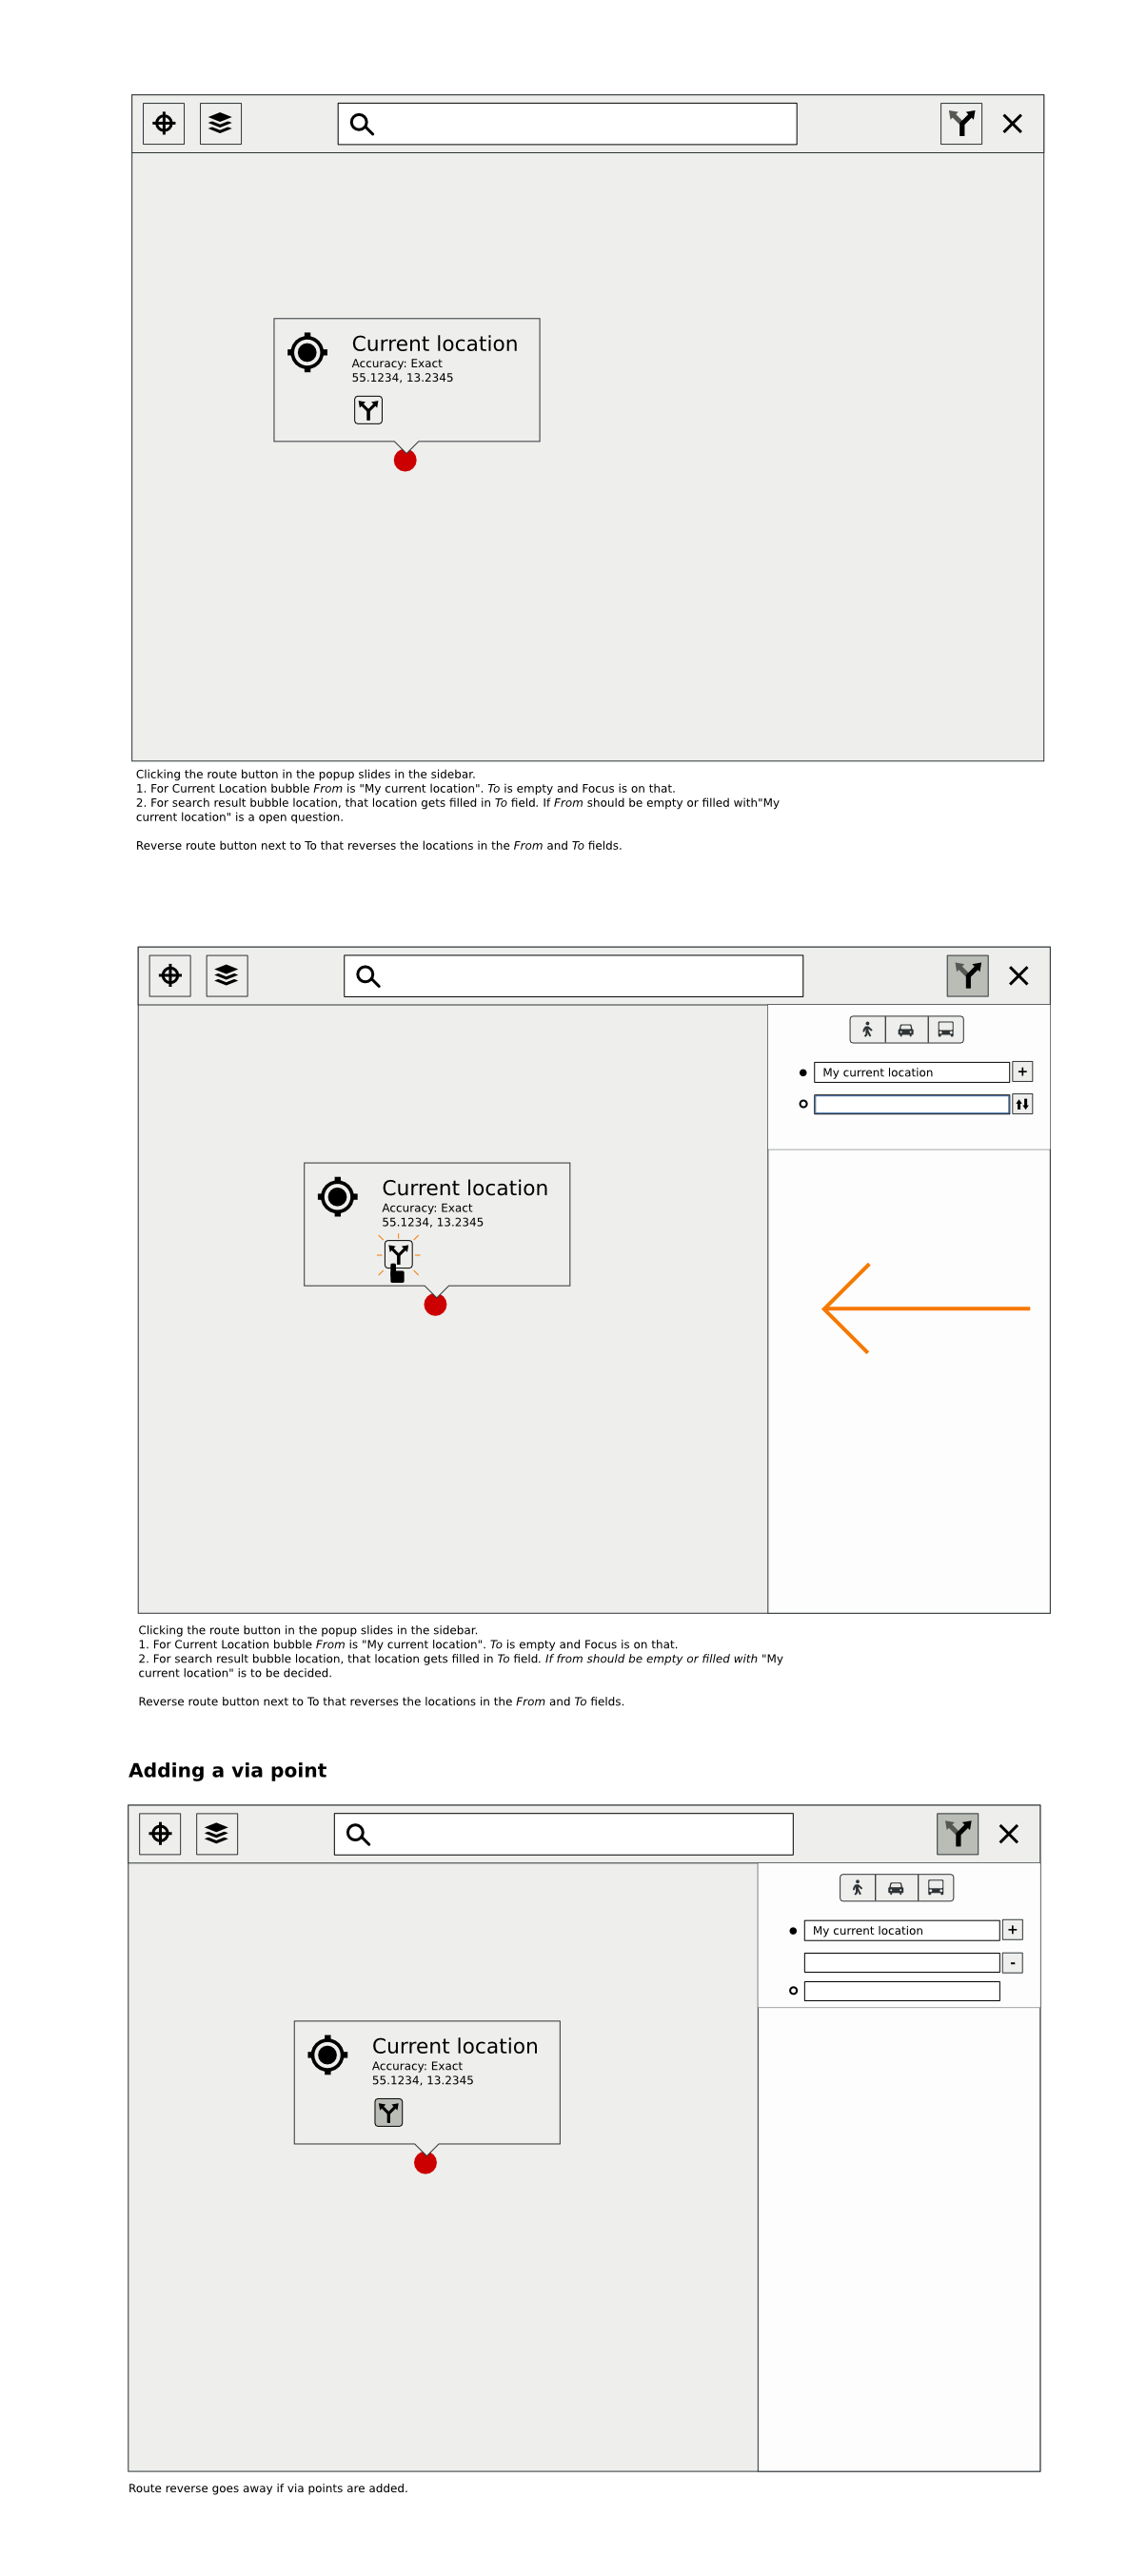 Current location
Accuracy: Exact
55.1234, 13.2345
Clicking the route button in the popup slides in the sidebar.
1. For Current Location bubble From is "My current location". To is empty and Focus is on that.
2. For search result bubble location, that location gets filled in To field. If From should be empty or filled with"My
current location" is a open question.
Reverse route button next to To that reverses the locations in the From and To fields.
My current location
+
Current location
Accuracy: Exact
55.1234, 13.2345
Clicking the route button in the popup slides in the sidebar.
1. For Current Location bubble From is "My current location". To is empty and Focus is on that.
2. For search result bubble location, that location gets filled in To field. If from should be empty or filled with "My
current location" is to be decided.
Reverse route button next to To that reverses the locations in the From and To fields.
Adding a via point
My current location
+
-
Current location
Accuracy: Exact
55.1234, 13.2345
Route reverse goes away if via points are added.